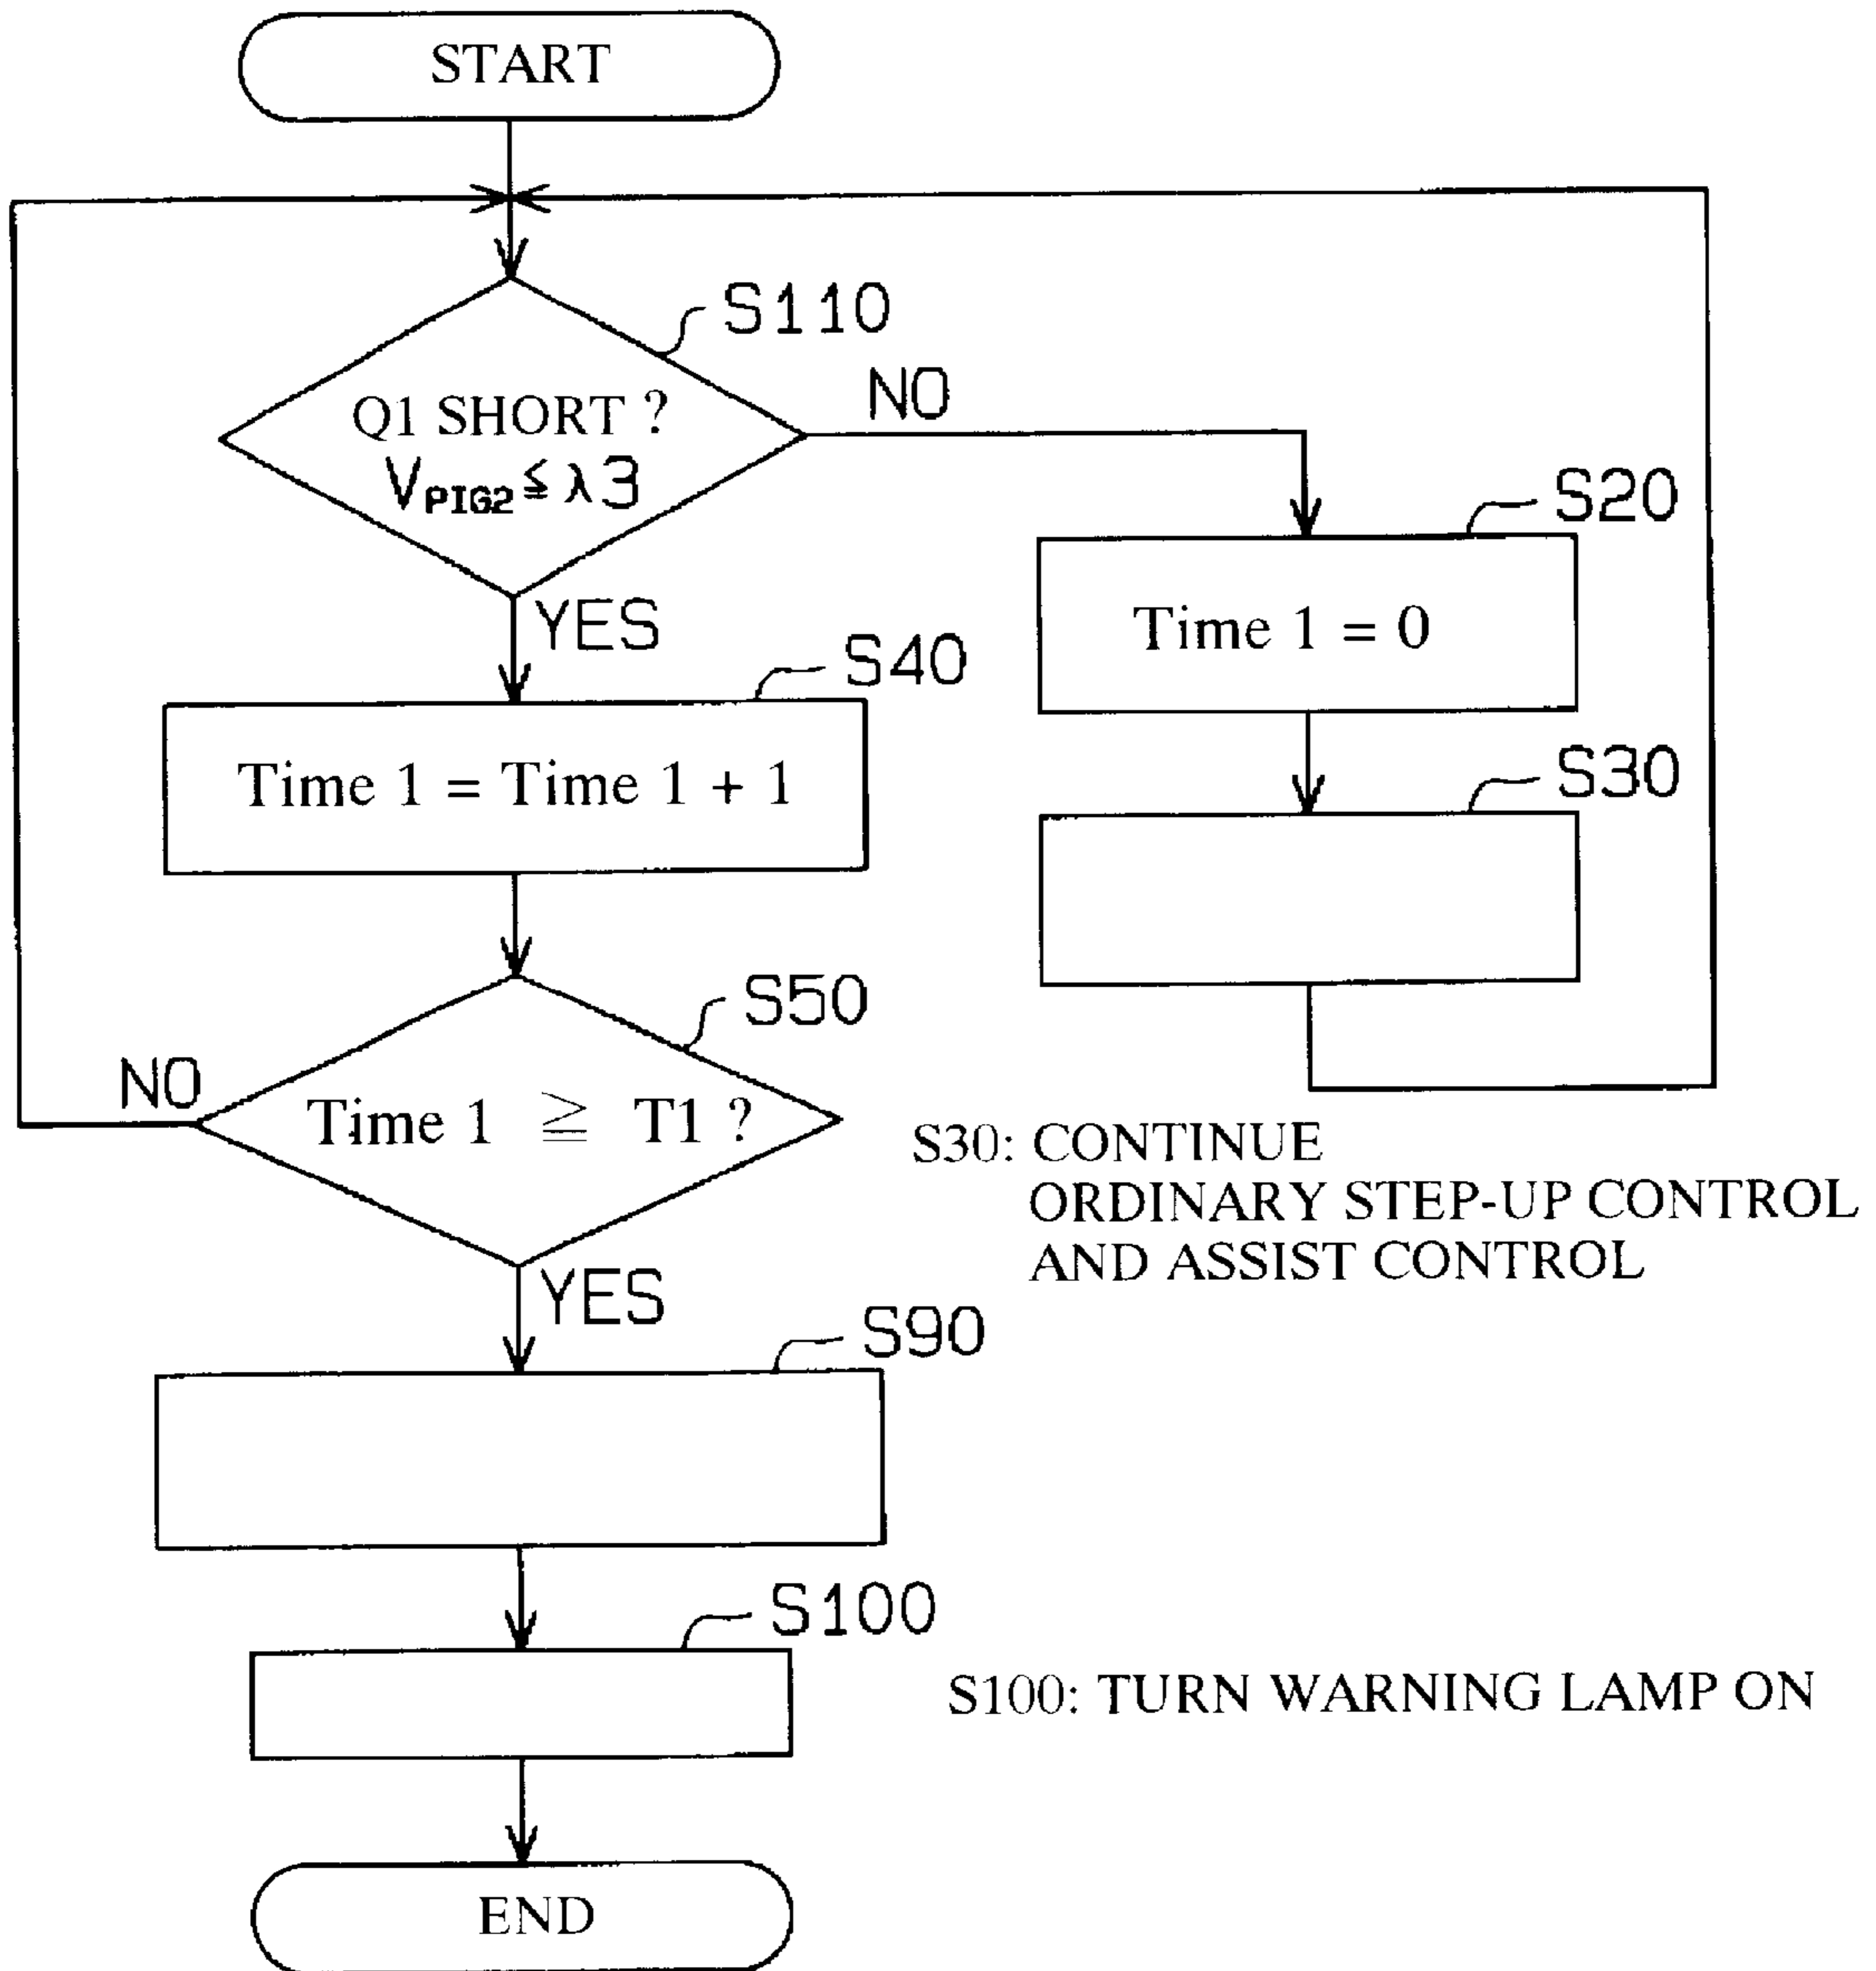 START
S110
Q1 SHORT ?
NO
V_PIG2 ≦ λ3
S20
YES
Time 1 = 0
S40
S30
Time 1 = Time 1 + 1
S50
NO
Time 1 ≧ T1 ?
S30: CONTINUE
ORDINARY STEP-UP CONTROL
AND ASSIST CONTROL
YES
S90
S100
S100: TURN WARNING LAMP ON
END